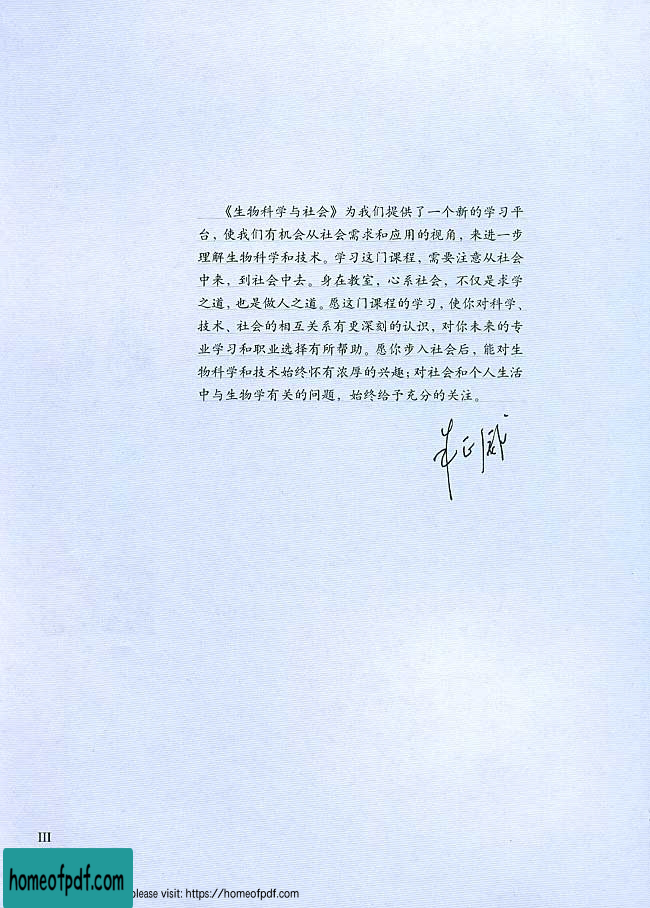 《生物科学与社会》为我们提供了一个新的学习平
台，使我们有机会从社会需求和应用的视角，来进一步
理解生物科学和技术。学习这门课程，需要注意从社会
中来，到社会中去。身在教室，心系社会，不仅是求学
之道，也是做人之道。愿这门课程的学习，使你对科学、
技术、社会的相互关系有更深刻的认识，对你未来的专
业学习和职业选择有所帮助。愿你步入社会后，能对生
物科学和技术始终怀有浓厚的兴趣；对社会和个人生活
中与生物学有关的问题，始终给予充分的关注。
朱正威
III
homeofpdf.com
please visit: https://homeofpdf.com